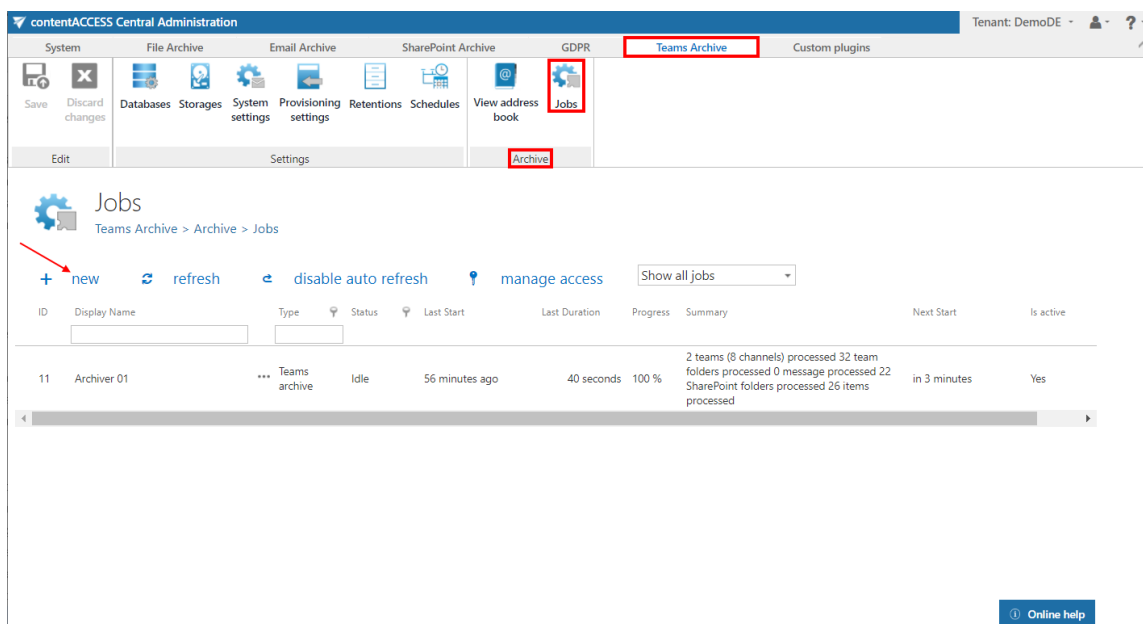 contentACCESS Central Administration
Tenant: DemoDE
?
System
File Archive
Email Archive
SharePoint Archive
GDPR
Teams Archive
Custom plugins
Save
Discard
changes
Databases
Storages
System
settings
Provisioning
settings
Retentions
Schedules
View address
book
Jobs
Edit
Settings
Archive
Jobs
Teams Archive > Archive > Jobs
+ new
refresh
disable auto refresh
manage access
Show all jobs
ID
Display Name
Type
Status
Last Start
Last Duration
Progress
Summary
Next Start
Is active
11
Archiver 01
•••
Teams
archive
Idle
56 minutes ago
40 seconds
100 %
2 teams (8 channels) processed 32 team
folders processed 0 message processed 22
SharePoint folders processed 26 items
processed
in 3 minutes
Yes
Online help